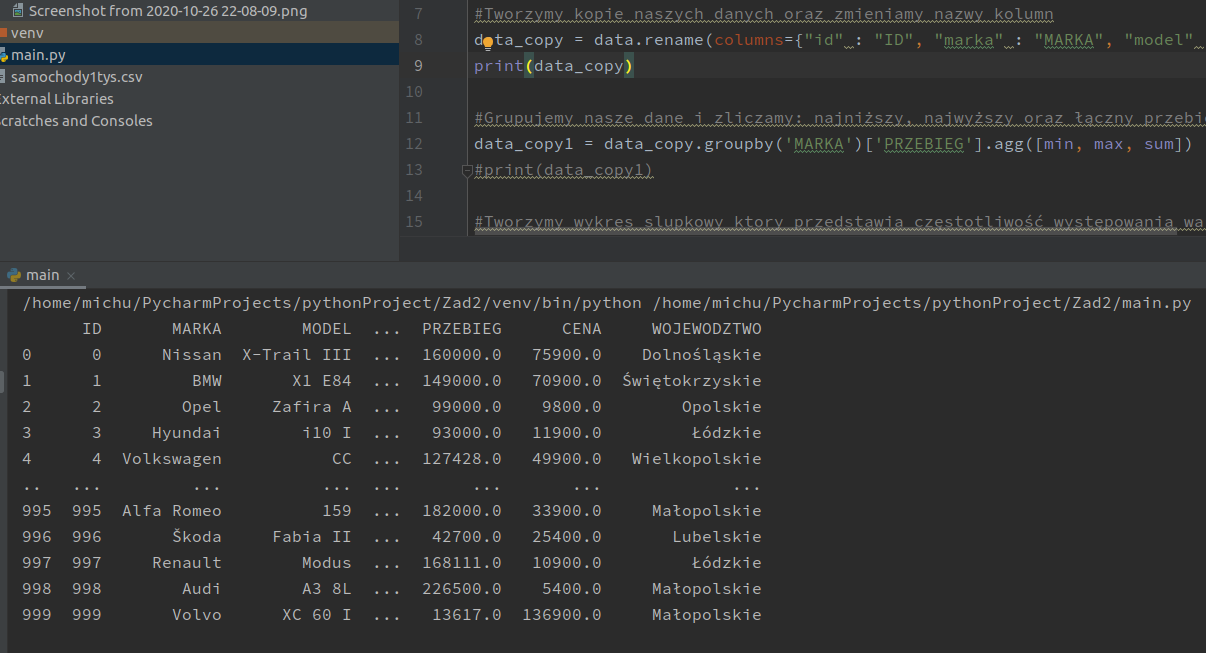 Screenshot from 2020-10-26 22-08-09.png
venv
main.py
samochody1tys.csv
External Libraries
Scratches and Consoles
7 #Tworzymy kopie naszych danych oraz zmieniamy nazwy kolumn
8 data_copy = data.rename(columns={"id" : "ID", "marka" : "MARKA", "model"
9 print(data_copy)
10
11 #Grupujemy nasze dane i zliczamy: najniższy, najwyższy oraz łączny przebie
12 data_copy1 = data_copy.groupby('MARKA')['PRZEBIEG'].agg([min, max, sum])
13 #print(data_copy1)
14
15 #Tworzymy wykres slupkowy ktory przedstawia czestotliwość wystepowania wa
main
/home/michu/PycharmProjects/pythonProject/Zad2/venv/bin/python /home/michu/PycharmProjects/pythonProject/Zad2/main.py
ID MARKA MODEL ... PRZEBIEG CENA WOJEWODZTWO
0 0 Nissan X-Trail III ... 160000.0 75900.0 Dolnośląskie
1 1 BMW X1 E84 ... 149000.0 70900.0 Świętokrzyskie
2 2 Opel Zafira A ... 99000.0 9800.0 Opolskie
3 3 Hyundai i10 I ... 93000.0 11900.0 Łódzkie
4 4 Volkswagen CC ... 127428.0 49900.0 Wielkopolskie
.. ... ... ... ... ... ... ...
995 995 Alfa Romeo 159 ... 182000.0 33900.0 Małopolskie
996 996 Škoda Fabia II ... 42700.0 25400.0 Lubelskie
997 997 Renault Modus ... 168111.0 10900.0 Łódzkie
998 998 Audi A3 8L ... 226500.0 5400.0 Małopolskie
999 999 Volvo XC 60 I ... 13617.0 136900.0 Małopolskie